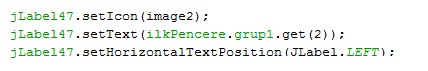 jLabel47.setIcon(image2);
jLabel47.setText(ilkPencere.grup1.get(2));
jLabel47.setHorizontalTextPosition(JLabel.LEFT);